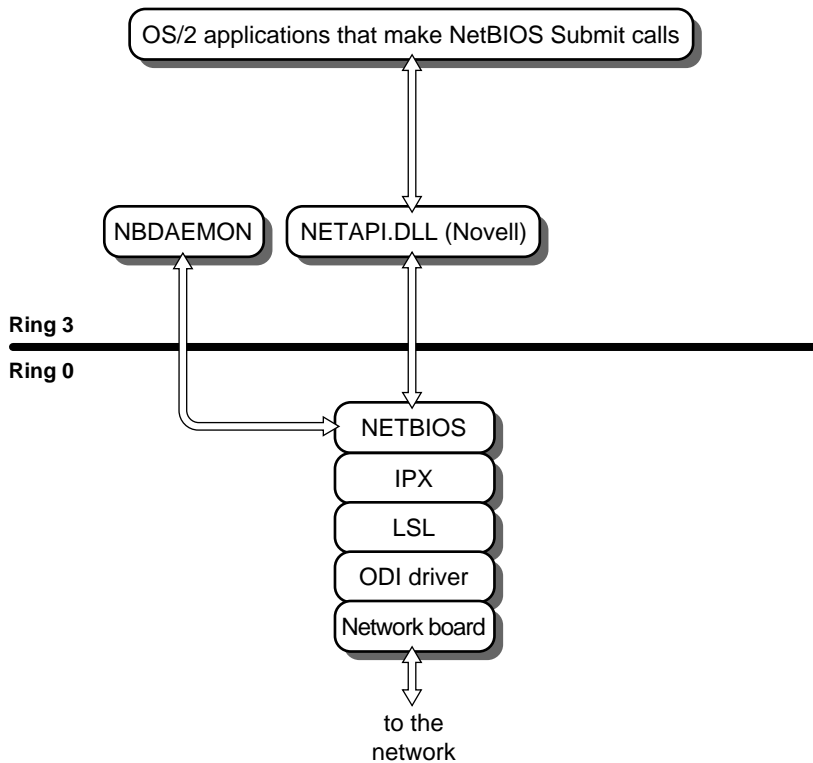 OS/2 applications that make NetBIOS Submit calls
NBDAEMON
NETAPI.DLL (Novell)
Ring 3
Ring 0
NETBIOS
IPX
LSL
ODI driver
Network board
to the
network